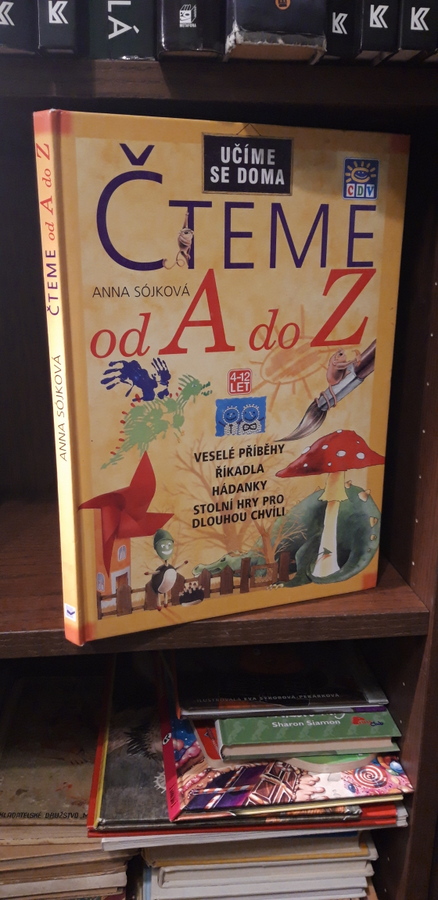 UČÍME
SE DOMA
CDV
ČTEME
ANNA SÓJKOVÁ
od A do Z
4-12
LET
VESELÉ PŘÍBĚHY
ŘÍKADLA
HÁDANKY
STOLNÍ HRY PRO
DLOUHOU CHVÍLI
ANNA SÓJKOVÁ ČTEME od A do Z
LÁ
K
K
K
K
K
Sharon Siamon